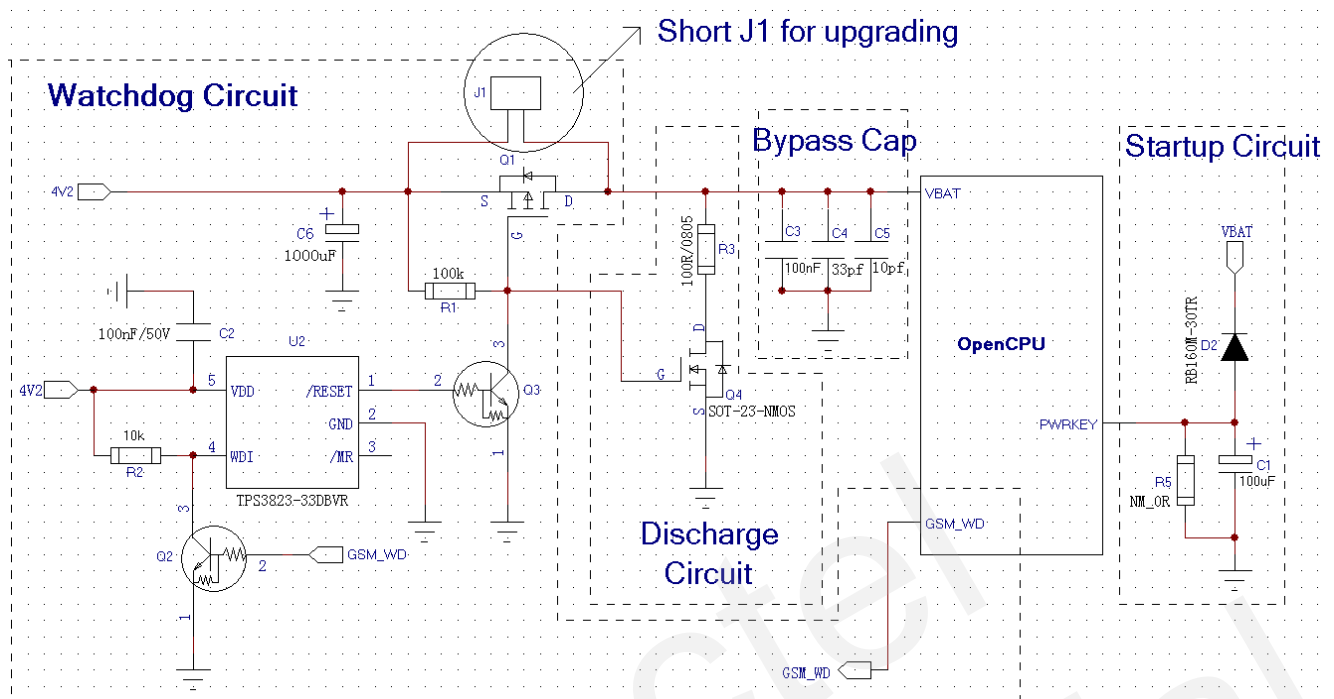 Short J1 for upgrading
Watchdog Circuit
J1
Bypass Cap
Startup Circuit
Q1
4V2
S
D
G
VBAT
C6
1000uF
R3
100R/0805
C3
C4
C5
100nF
33pf
10pf
VBAT
100k
R1
100nF/50V
C2
U2
OpenCPU
RB160M-30TR
D2
4V2
5
VDD
/RESET
1
3
2
Q3
D
G
Q4
S
SOT-23-NMOS
GND
2
10k
R2
4
WDI
/MR
3
1
TPS3823-33DBVR
PWRKEY
C1
100uF
R5
NM_0R
3
Q2
2
GSM_WD
1
Discharge
Circuit
GSM_WD
GSM_WD